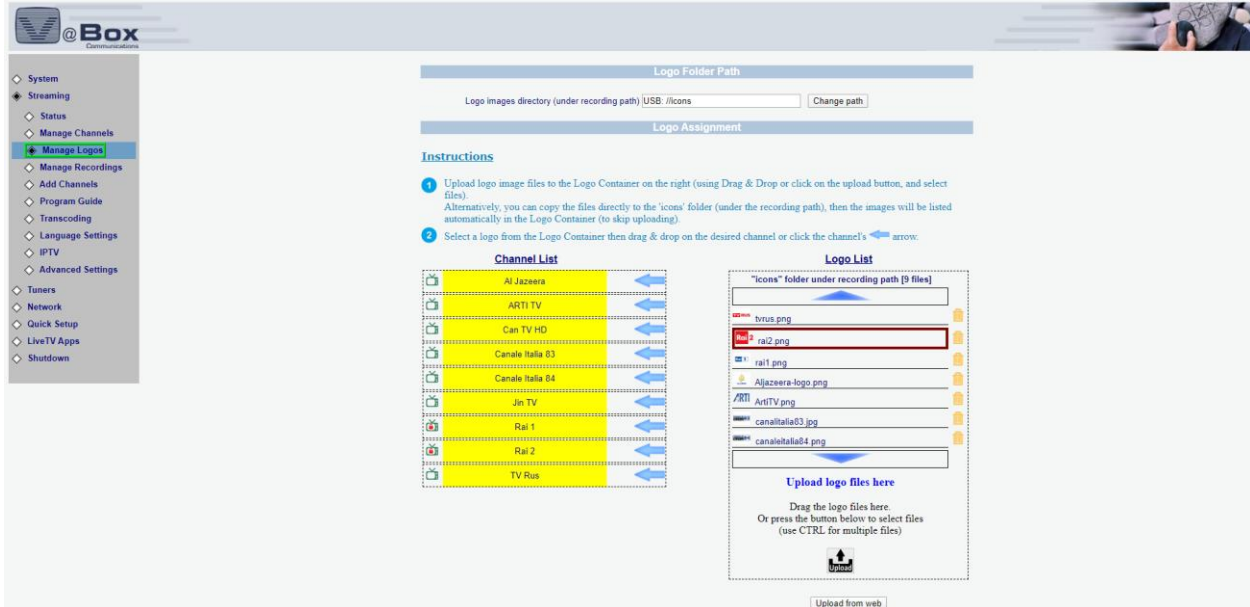 V@Box
Communications
System
Streaming
Status
Manage Channels
Manage Logos
Manage Recordings
Add Channels
Program Guide
Transcoding
Language Settings
IPTV
Advanced Settings
Tuners
Network
Quick Setup
LiveTV Apps
Shutdown
Logo Folder Path
Logo images directory (under recording path) USB: //icons Change path
Logo Assignment
Instructions
1 Upload logo image files to the Logo Container on the right (using Drag & Drop or click on the upload button, and select
files).
Alternatively, you can copy the files directly to the 'icons' folder (under the recording path), then the images will be listed
automatically in the Logo Container (to skip uploading).
2 Select a logo from the Logo Container then drag & drop on the desired channel or click the channel's arrow.
Channel List
Al Jazeera
ARTI TV
Can TV HD
Canale Italia 83
Canale Italia 84
Jin TV
Rai 1
Rai 2
TV Rus
Logo List
"icons" folder under recording path [9 files]
tvrus.png
Rai 2 rai2.png
rai1.png
Aljazeera-logo.png
ARTI ArtiTV.png
canalitalia83.jpg
canaleitalia84.png
Upload logo files here
Drag the logo files here.
Or press the button below to select files
(use CTRL for multiple files)
Upload
Upload from web